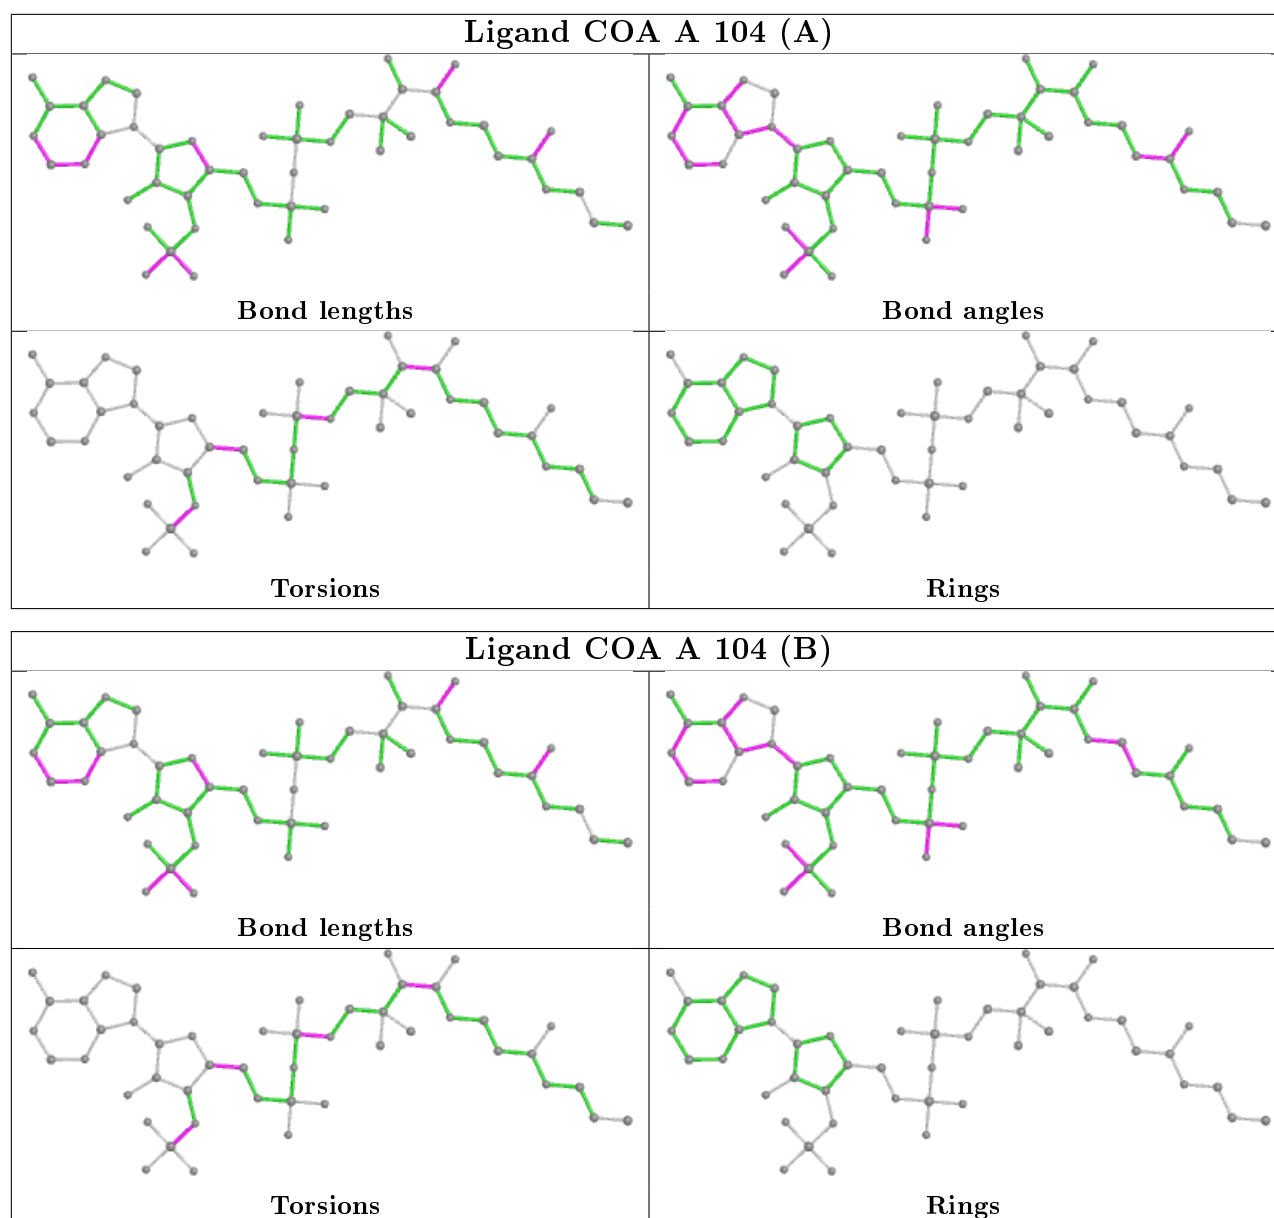 Ligand COA A 104 (A)
Bond lengths
Bond angles
Torsions
Rings
Ligand COA A 104 (B)
Bond lengths
Bond angles
Torsions
Rings